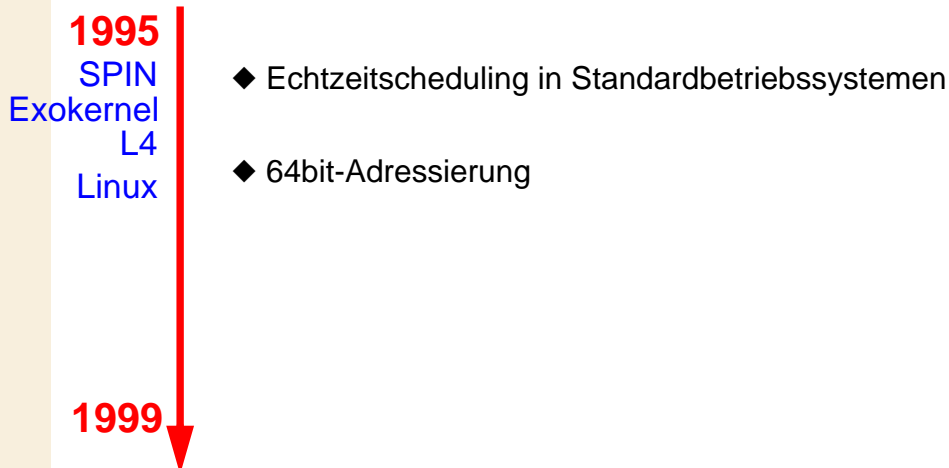 1995
SPIN
Exokernel
L4
Linux
◆ Echtzeitscheduling in Standardbetriebssystemen
◆ 64bit-Adressierung
1999